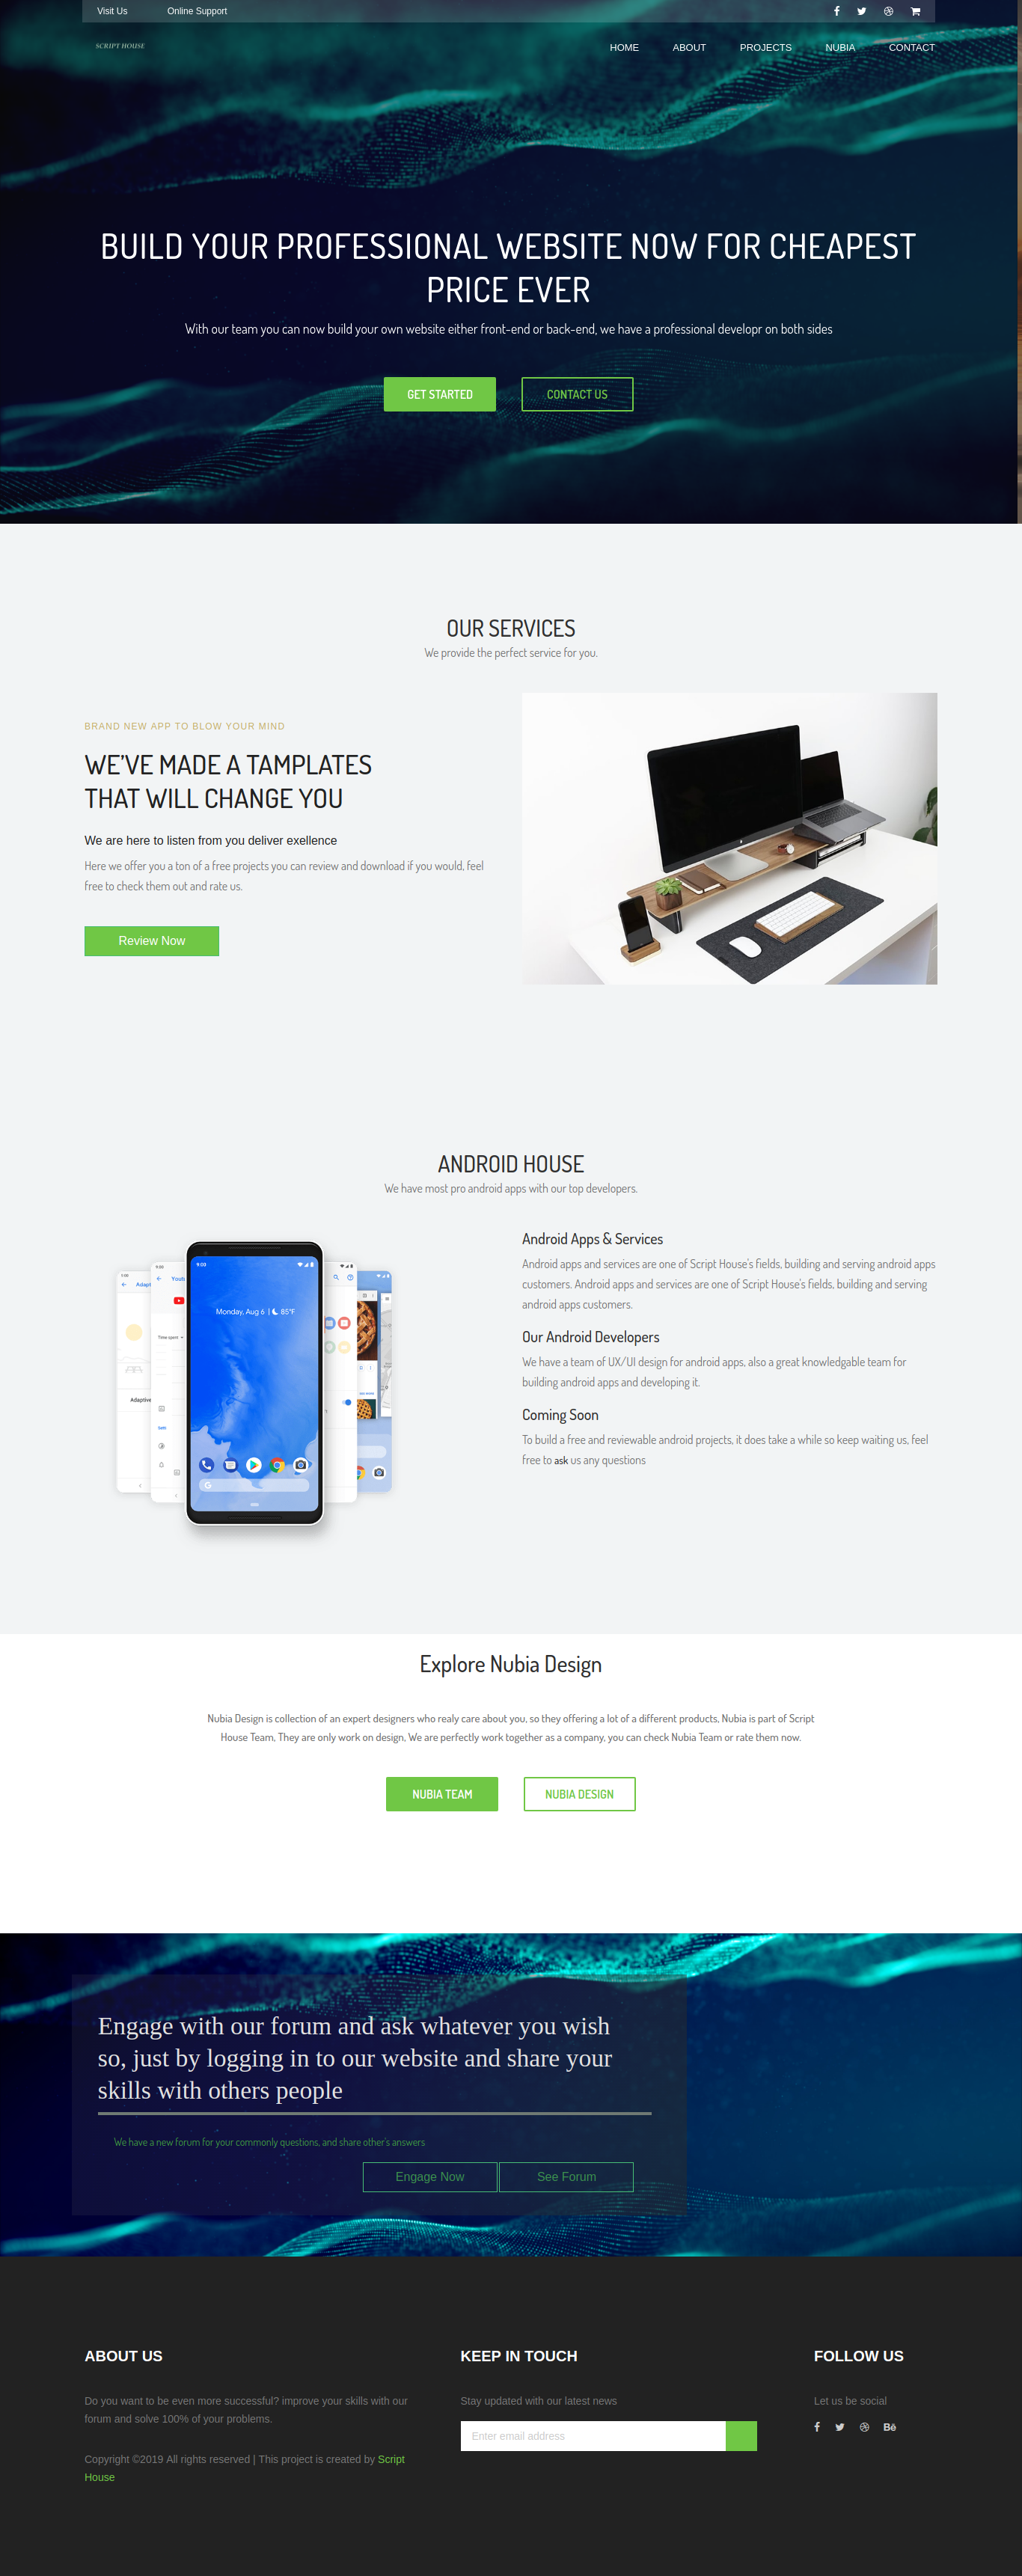 Visit Us Online Support
SCRIPT HOUSE
HOME ABOUT PROJECTS NUBIA CONTACT
BUILD YOUR PROFESSIONAL WEBSITE NOW FOR CHEAPEST
PRICE EVER
With our team you can now build your own website either front-end or back-end, we have a professional developr on both sides
GET STARTED CONTACT US
OUR SERVICES
We provide the perfect service for you.
BRAND NEW APP TO BLOW YOUR MIND
WE'VE MADE A TAMPLATES
THAT WILL CHANGE YOU
We are here to listen from you deliver exellence
Here we offer you a ton of a free projects you can review and download if you would, feel
free to check them out and rate us.
Review Now
ANDROID HOUSE
We have most pro android apps with our top developers.
9:00
9:00
9:00
Adapt
Yout
Monday, Aug 6 | 85°F
Time spent
Adaptive
Android Apps & Services
Android apps and services are one of Script House's fields, building and serving android apps
customers. Android apps and services are one of Script House's fields, building and serving
android apps customers.
Our Android Developers
We have a team of UX/UI design for android apps, also a great knowledgable team for
building android apps and developing it.
Coming Soon
To build a free and reviewable android projects, it does take a while so keep waiting us, feel
free to ask us any questions
Explore Nubia Design
Nubia Design is collection of an expert designers who realy care about you, so they offering a lot of a different products, Nubia is part of Script
House Team, They are only work on design, We are perfectly work together as a company, you can check Nubia Team or rate them now.
NUBIA TEAM NUBIA DESIGN
Engage with our forum and ask whatever you wish
so, just by logging in to our website and share your
skills with others people
We have a new forum for your commonly questions, and share other's answers
Engage Now See Forum
ABOUT US
Do you want to be even more successful? improve your skills with our
forum and solve 100% of your problems.
Copyright ©2019 All rights reserved | This project is created by Script
House
KEEP IN TOUCH
Stay updated with our latest news
Enter email address
FOLLOW US
Let us be social
Bē